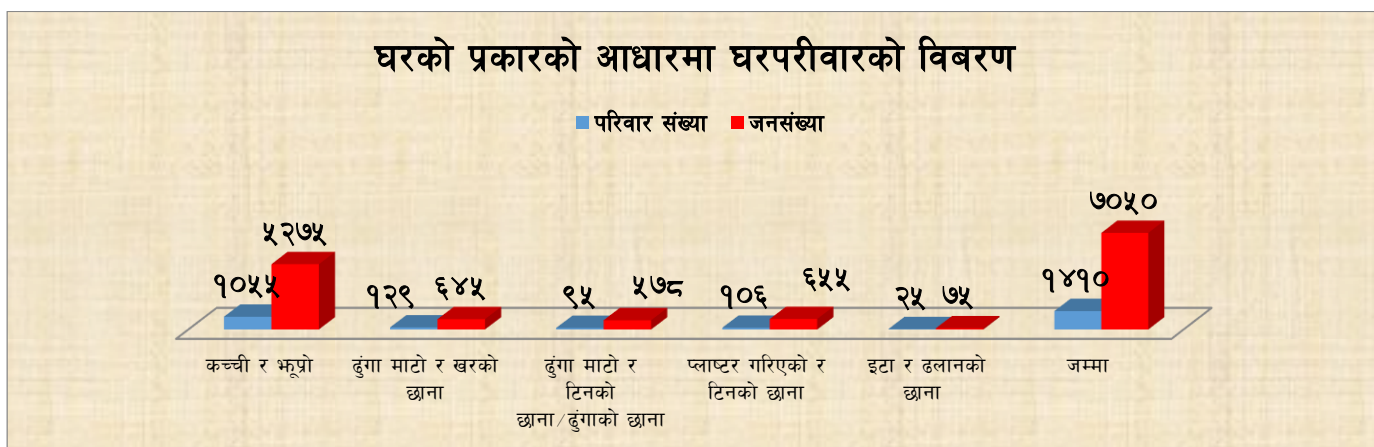 घरको प्रकारको आधारमा घरपरीवारको विबरण
परिवार संख्या जनसंख्या
१०५५ ५२७५ १२९ ६४५ ९५ ५७८ १०६ ६५५ २५ ७५ १४१० ७०५०
कच्ची र झूप्रो
ढुंगा माटो र खरको
छाना
ढुंगा माटो र
टिनको
छाना/ढुंगाको छाना
प्लाष्टर गरिएको र
टिनको छाना
इटा र ढलानको
छाना
जम्मा